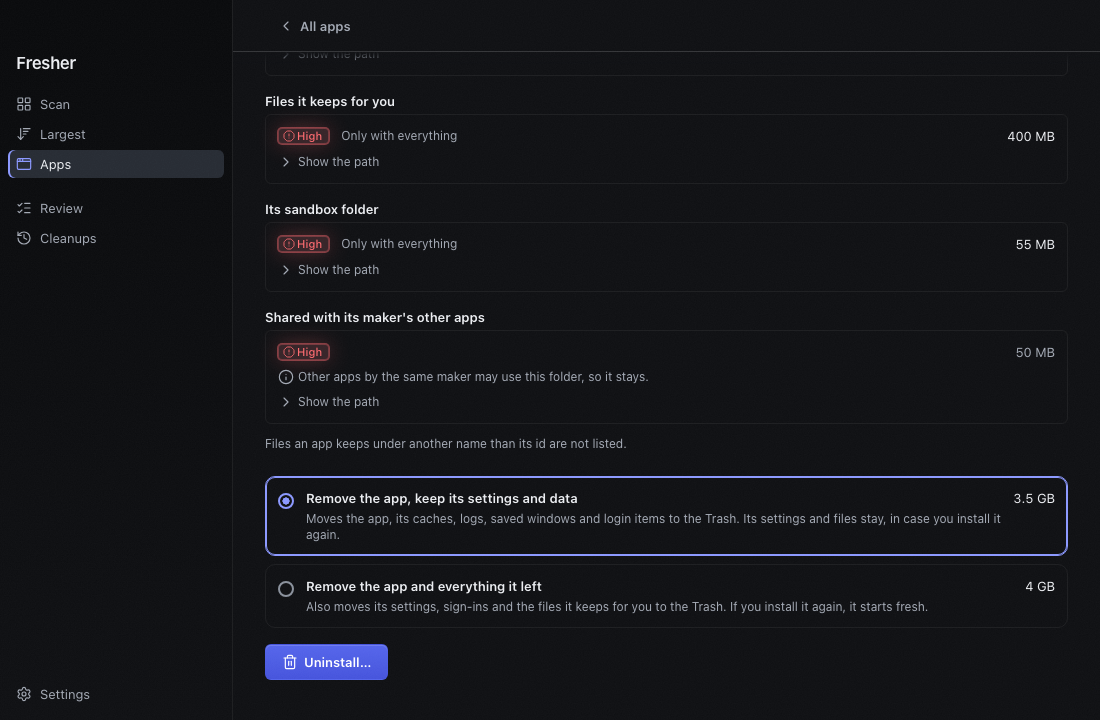 All apps
Fresher
Scan
Largest
Apps
Review
Cleanups
Settings
Show the path
Files it keeps for you
High Only with everything 400 MB
Show the path
Its sandbox folder
High Only with everything 55 MB
Show the path
Shared with its maker's other apps
High 50 MB
Other apps by the same maker may use this folder, so it stays.
Show the path
Files an app keeps under another name than its id are not listed.
Remove the app, keep its settings and data 3.5 GB
Moves the app, its caches, logs, saved windows and login items to the Trash. Its settings and files stay, in case you install it
again.
Remove the app and everything it left 4 GB
Also moves its settings, sign-ins and the files it keeps for you to the Trash. If you install it again, it starts fresh.
Uninstall...